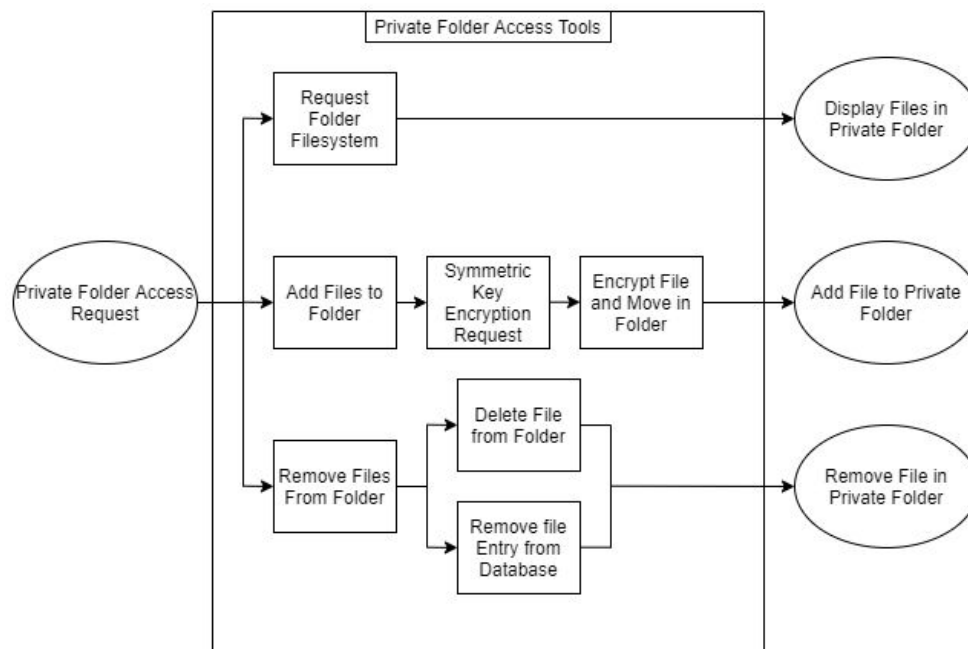 Private Folder Access Tools
Request
Folder
Filesystem
Display Files in
Private Folder
Private Folder Access
Request
Add Files to
Folder
Symmetric
Key
Encryption
Request
Encrypt File
and Move in
Folder
Add File to Private
Folder
Delete File
from Folder
Remove Files
From Folder
Remove file
Entry from
Database
Remove File in
Private Folder